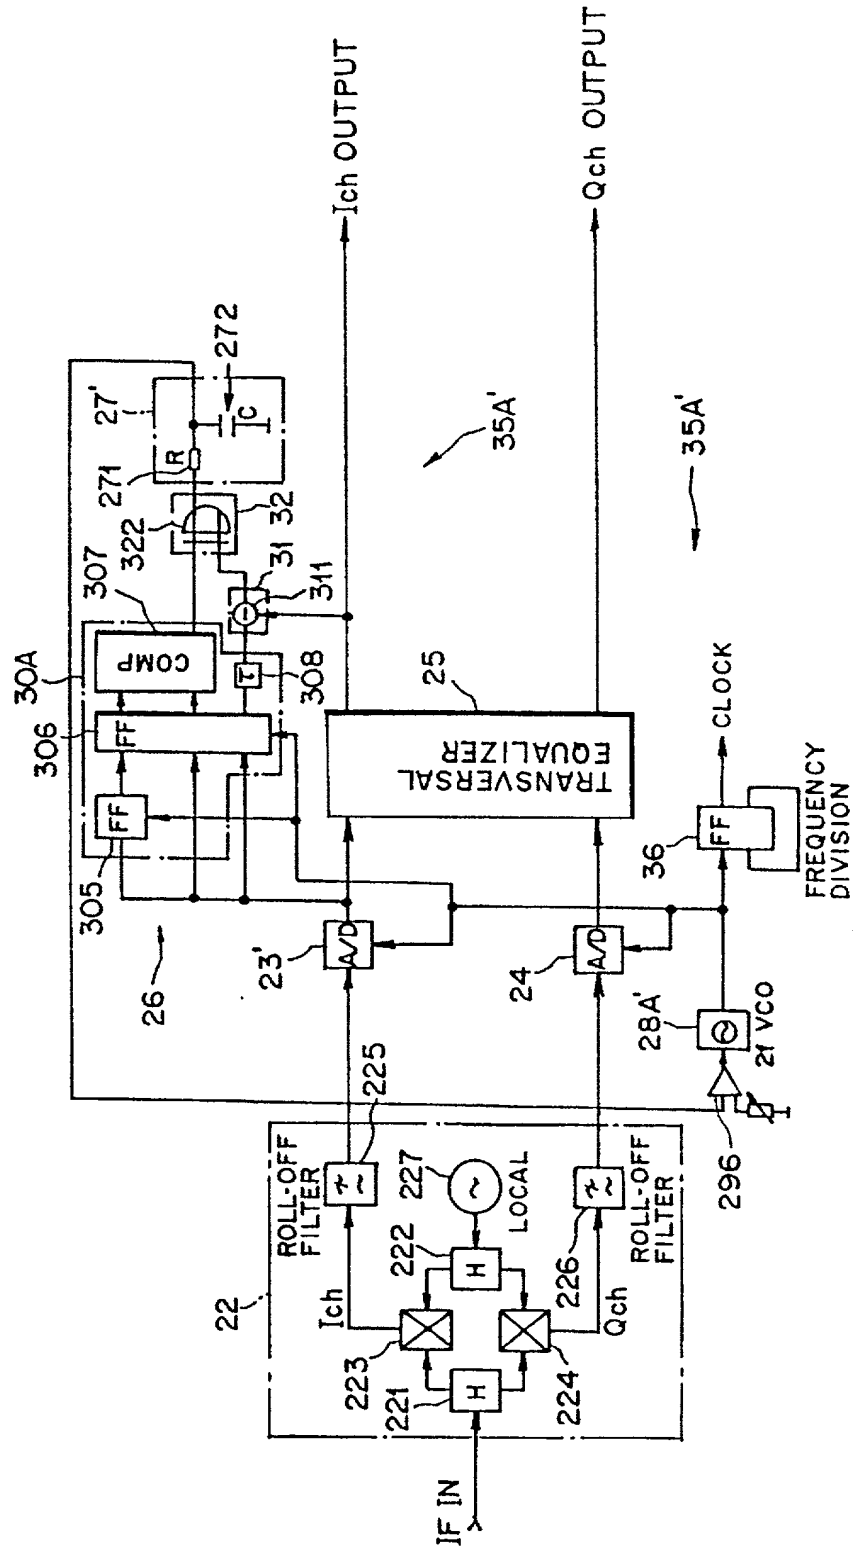 30A
306
FF
307
COMP
322
271
R
27'
272
C
32
31
311
305
FF
308
τ
26
23'
A/D
Ich OUTPUT
25
TRANSVERSAL
EQUALIZER
35A'
22
ROLL-OFF
FILTER
225
Ich
223
222
H
227
LOCAL
IF IN
221
H
224
226
Qch
ROLL-OFF
FILTER
24
A/D
Qch OUTPUT
35A'
296
28A'
2f VCO
36
FF
CLOCK
FREQUENCY
DIVISION